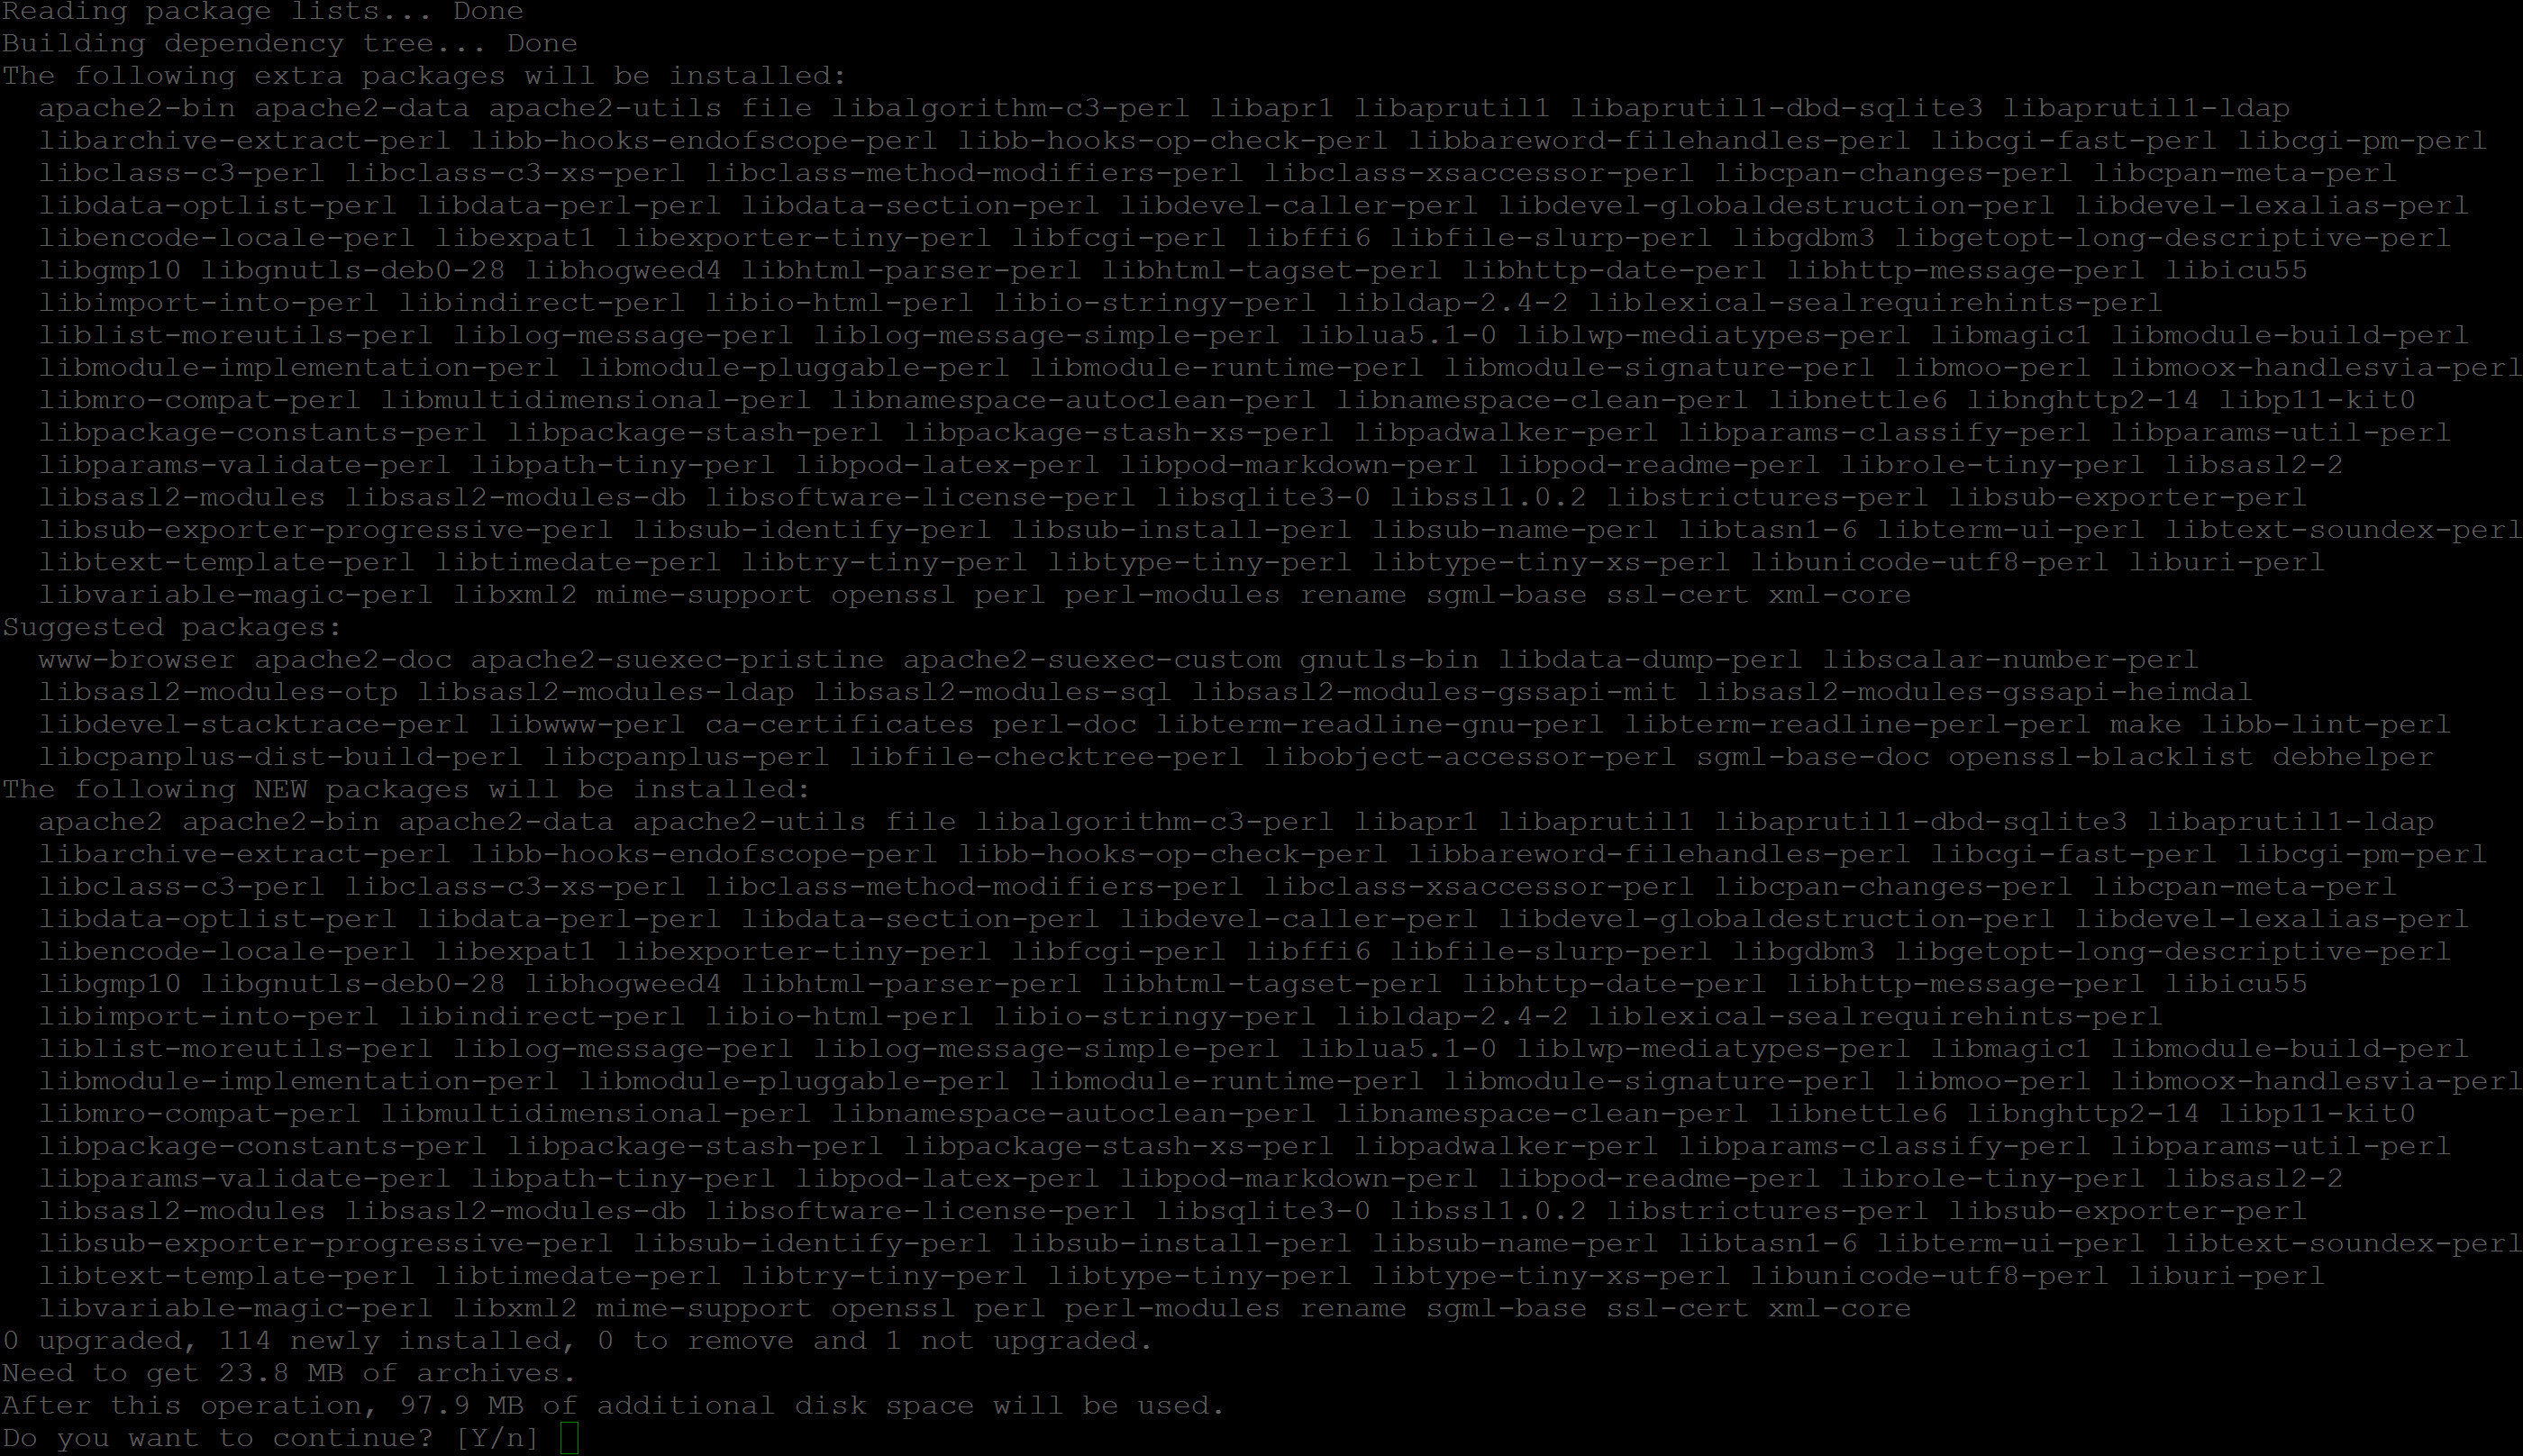 Reading package lists... Done
Building dependency tree... Done
The following extra packages will be installed:
  apache2-bin apache2-data apache2-utils file libalgorithm-c3-perl libapr1 libaprutil1 libaprutil1-dbd-sqlite3 libaprutil1-ldap
  libarchive-extract-perl libb-hooks-endofscope-perl libb-hooks-op-check-perl libbareword-filehandles-perl libcgi-fast-perl libcgi-pm-perl
  libclass-c3-perl libclass-c3-xs-perl libclass-method-modifiers-perl libclass-xsaccessor-perl libcpan-changes-perl libcpan-meta-perl
  libdata-optlist-perl libdata-perl-perl libdata-section-perl libdevel-caller-perl libdevel-globaldestruction-perl libdevel-lexalias-perl
  libencode-locale-perl libexpat1 libexporter-tiny-perl libfcgi-perl libffi6 libfile-slurp-perl libgdbm3 libgetopt-long-descriptive-perl
  libgmp10 libgnutls-deb0-28 libhogweed4 libhtml-parser-perl libhtml-tagset-perl libhttp-date-perl libhttp-message-perl libicu55
  libimport-into-perl libindirect-perl libio-html-perl libio-stringy-perl libldap-2.4-2 liblexical-sealrequirehints-perl
  liblist-moreutils-perl liblog-message-perl liblog-message-simple-perl liblua5.1-0 liblwp-mediatypes-perl libmagic1 libmodule-build-perl
  libmodule-implementation-perl libmodule-pluggable-perl libmodule-runtime-perl libmodule-signature-perl libmoo-perl libmoox-handlesvia-perl
  libmro-compat-perl libmultidimensional-perl libnamespace-autoclean-perl libnamespace-clean-perl libnettle6 libnghttp2-14 libp11-kit0
  libpackage-constants-perl libpackage-stash-perl libpackage-stash-xs-perl libpadwalker-perl libparams-classify-perl libparams-util-perl
  libparams-validate-perl libpath-tiny-perl libpod-latex-perl libpod-markdown-perl libpod-readme-perl librole-tiny-perl libsasl2-2
  libsasl2-modules libsasl2-modules-db libsoftware-license-perl libsqlite3-0 libssl1.0.2 libstrictures-perl libsub-exporter-perl
  libsub-exporter-progressive-perl libsub-identify-perl libsub-install-perl libsub-name-perl libtasn1-6 libterm-ui-perl libtext-soundex-perl
  libtext-template-perl libtimedate-perl libtry-tiny-perl libtype-tiny-perl libtype-tiny-xs-perl libunicode-utf8-perl liburi-perl
  libvariable-magic-perl libxml2 mime-support openssl perl perl-modules rename sgml-base ssl-cert xml-core
Suggested packages:
  www-browser apache2-doc apache2-suexec-pristine apache2-suexec-custom gnutls-bin libdata-dump-perl libscalar-number-perl
  libsasl2-modules-otp libsasl2-modules-ldap libsasl2-modules-sql libsasl2-modules-gssapi-mit libsasl2-modules-gssapi-heimdal
  libdevel-stacktrace-perl libwww-perl ca-certificates perl-doc libterm-readline-gnu-perl libterm-readline-perl-perl make libb-lint-perl
  libcpanplus-dist-build-perl libcpanplus-perl libfile-checktree-perl libobject-accessor-perl sgml-base-doc openssl-blacklist debhelper
The following NEW packages will be installed:
  apache2 apache2-bin apache2-data apache2-utils file libalgorithm-c3-perl libapr1 libaprutil1 libaprutil1-dbd-sqlite3 libaprutil1-ldap
  libarchive-extract-perl libb-hooks-endofscope-perl libb-hooks-op-check-perl libbareword-filehandles-perl libcgi-fast-perl libcgi-pm-perl
  libclass-c3-perl libclass-c3-xs-perl libclass-method-modifiers-perl libclass-xsaccessor-perl libcpan-changes-perl libcpan-meta-perl
  libdata-optlist-perl libdata-perl-perl libdata-section-perl libdevel-caller-perl libdevel-globaldestruction-perl libdevel-lexalias-perl
  libencode-locale-perl libexpat1 libexporter-tiny-perl libfcgi-perl libffi6 libfile-slurp-perl libgdbm3 libgetopt-long-descriptive-perl
  libgmp10 libgnutls-deb0-28 libhogweed4 libhtml-parser-perl libhtml-tagset-perl libhttp-date-perl libhttp-message-perl libicu55
  libimport-into-perl libindirect-perl libio-html-perl libio-stringy-perl libldap-2.4-2 liblexical-sealrequirehints-perl
  liblist-moreutils-perl liblog-message-perl liblog-message-simple-perl liblua5.1-0 liblwp-mediatypes-perl libmagic1 libmodule-build-perl
  libmodule-implementation-perl libmodule-pluggable-perl libmodule-runtime-perl libmodule-signature-perl libmoo-perl libmoox-handlesvia-perl
  libmro-compat-perl libmultidimensional-perl libnamespace-autoclean-perl libnamespace-clean-perl libnettle6 libnghttp2-14 libp11-kit0
  libpackage-constants-perl libpackage-stash-perl libpackage-stash-xs-perl libpadwalker-perl libparams-classify-perl libparams-util-perl
  libparams-validate-perl libpath-tiny-perl libpod-latex-perl libpod-markdown-perl libpod-readme-perl librole-tiny-perl libsasl2-2
  libsasl2-modules libsasl2-modules-db libsoftware-license-perl libsqlite3-0 libssl1.0.2 libstrictures-perl libsub-exporter-perl
  libsub-exporter-progressive-perl libsub-identify-perl libsub-install-perl libsub-name-perl libtasn1-6 libterm-ui-perl libtext-soundex-perl
  libtext-template-perl libtimedate-perl libtry-tiny-perl libtype-tiny-perl libtype-tiny-xs-perl libunicode-utf8-perl liburi-perl
  libvariable-magic-perl libxml2 mime-support openssl perl perl-modules rename sgml-base ssl-cert xml-core
0 upgraded, 114 newly installed, 0 to remove and 1 not upgraded.
Need to get 23.8 MB of archives.
After this operation, 97.9 MB of additional disk space will be used.
Do you want to continue? [Y/n]